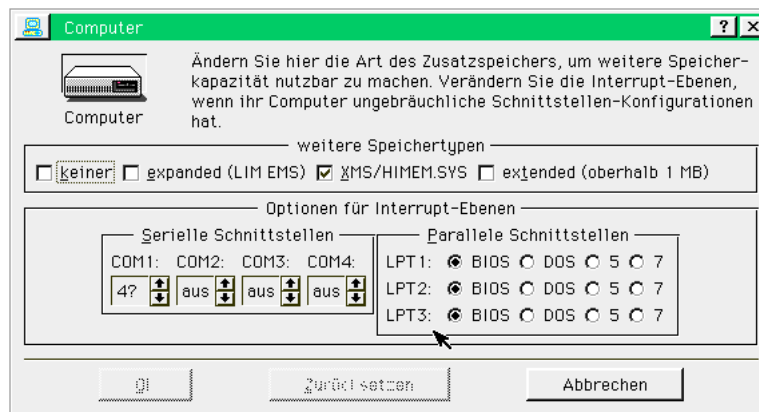 Computer
Ändern Sie hier die Art des Zusatzspeichers, um weitere Speicher-
kapazität nutzbar zu machen. Verändern Sie die Interrupt-Ebenen,
wenn ihr Computer ungebräuchliche Schnittstellen-Konfigurationen
hat.
Computer
weitere Speichertypen
keiner expanded (LIM EMS) XMS/HIMEM.SYS extended (oberhalb 1 MB)
Optionen für Interrupt-Ebenen
Serielle Schnittstellen Parallele Schnittstellen
COM1: COM2: COM3: COM4:
4? aus aus aus
LPT1: BIOS DOS 5 7
LPT2: BIOS DOS 5 7
LPT3: BIOS DOS 5 7
Zurücksetzen Abbrechen